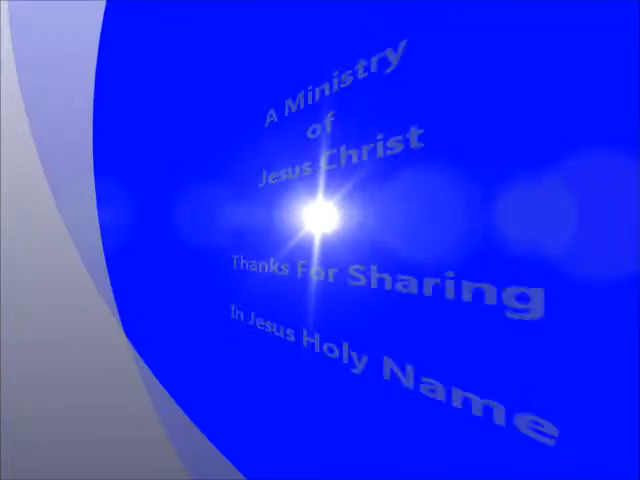 A Ministry
of
Jesus Christ
Thanks For Sharing
In Jesus Holy Name